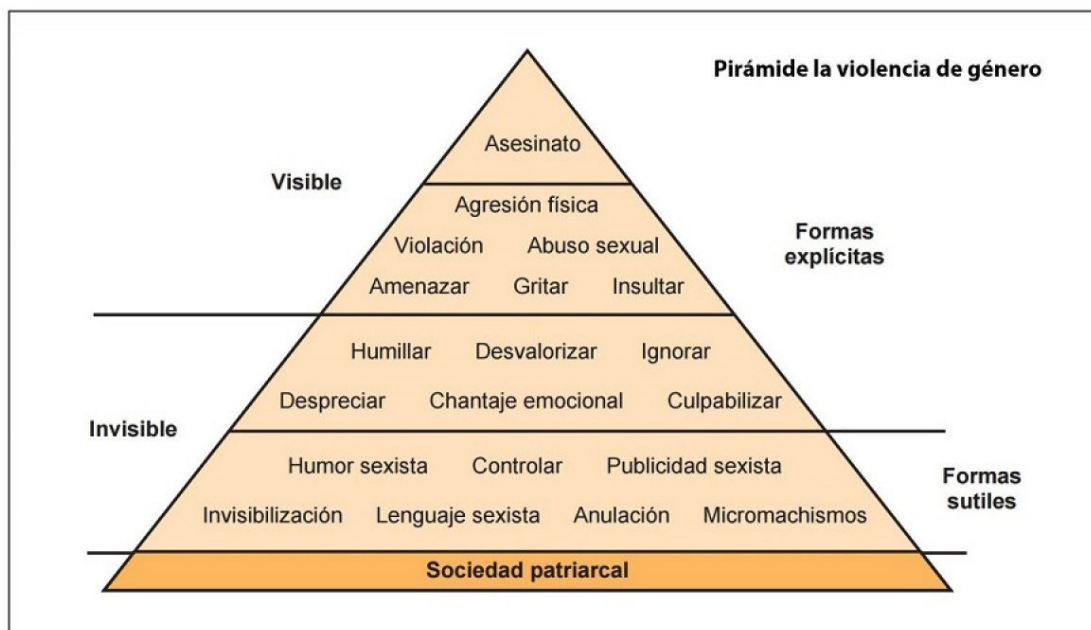 Pirámide la violencia de género
Asesinato
Visible
Agresión física
Violación Abuso sexual
Formas
explícitas
Amenazar Gritar Insultar
Humillar Desvalorizar Ignorar
Despreciar Chantaje emocional Culpabilizar
Invisible
Humor sexista Controlar Publicidad sexista
Formas
sutiles
Invisibilización Lenguaje sexista Anulación Micromachismos
Sociedad patriarcal